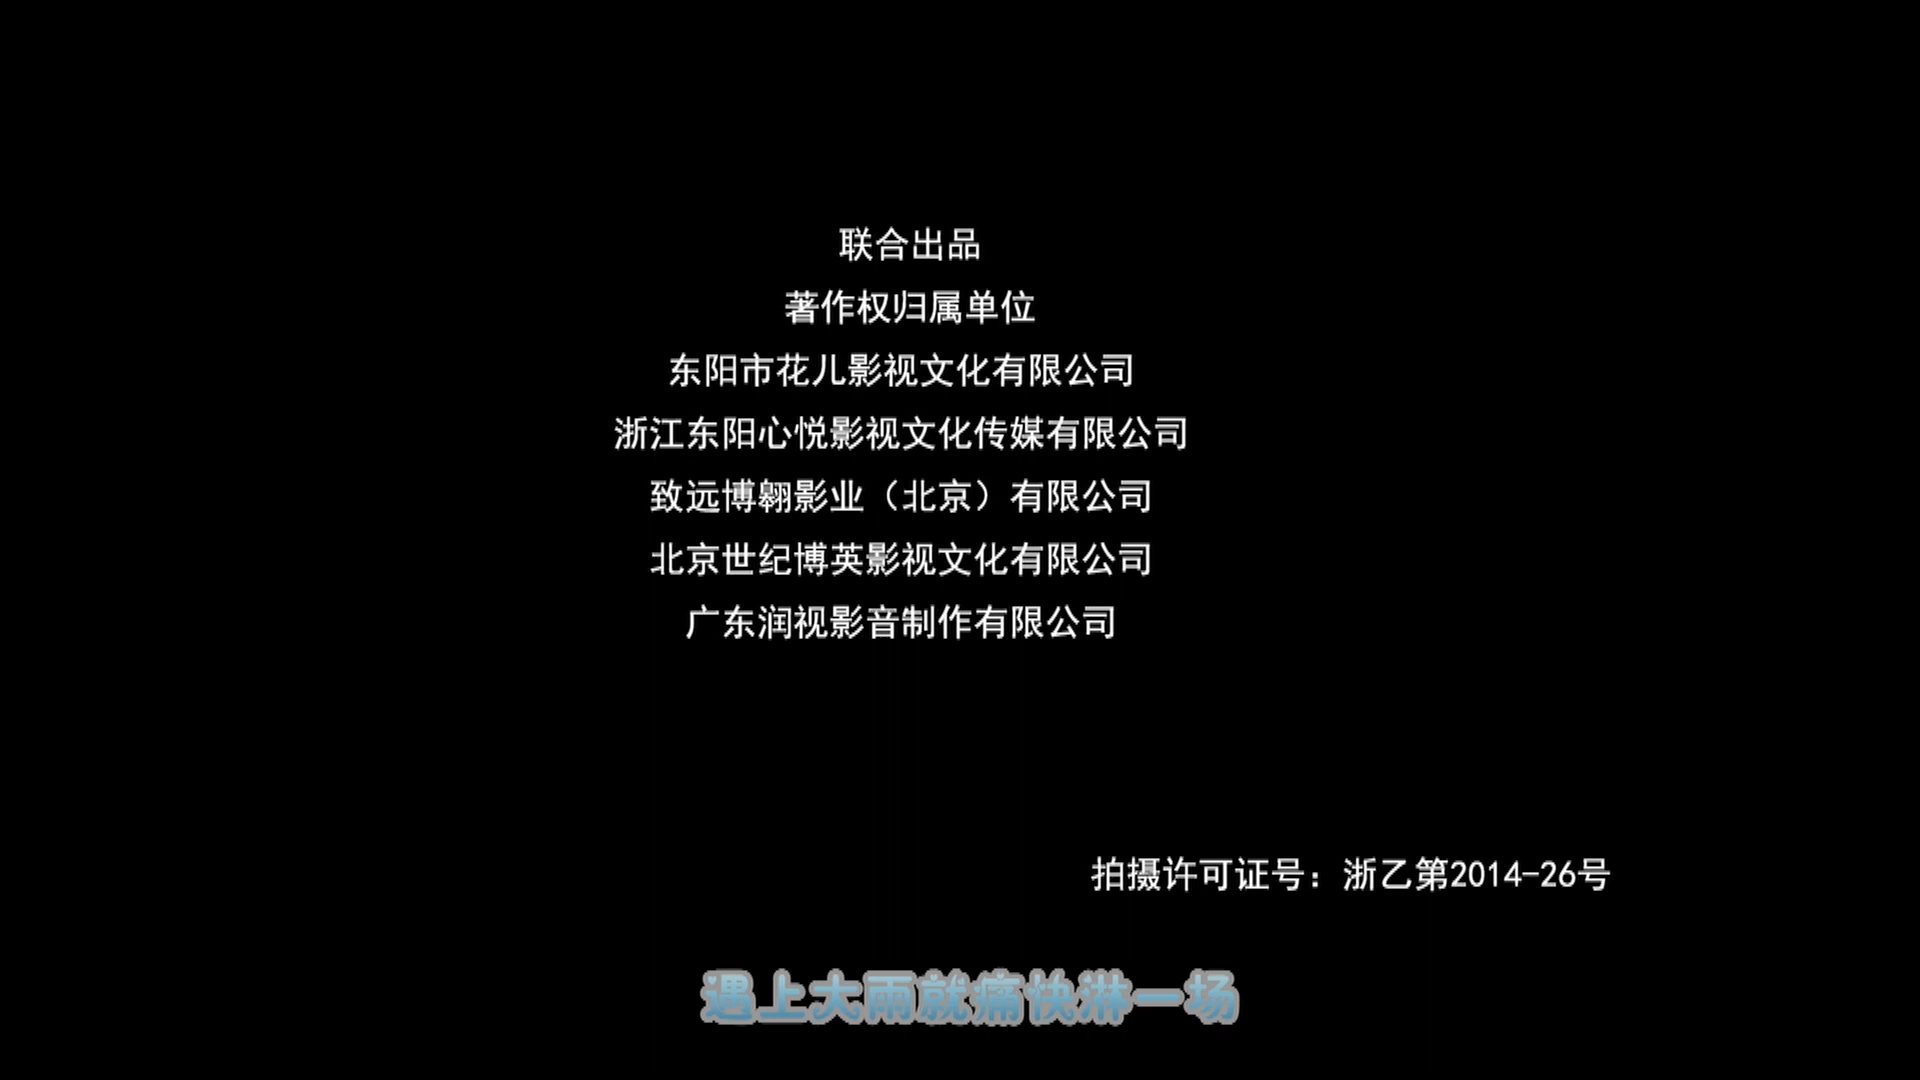 联合出品
著作权归属单位
东阳市花儿影视文化有限公司
浙江东阳心悦影视文化传媒有限公司
致远博翱影业（北京）有限公司
北京世纪博英影视文化有限公司
广东润视影音制作有限公司
拍摄许可证号：浙乙第2014-26号
遇上大雨就痛快淋一场